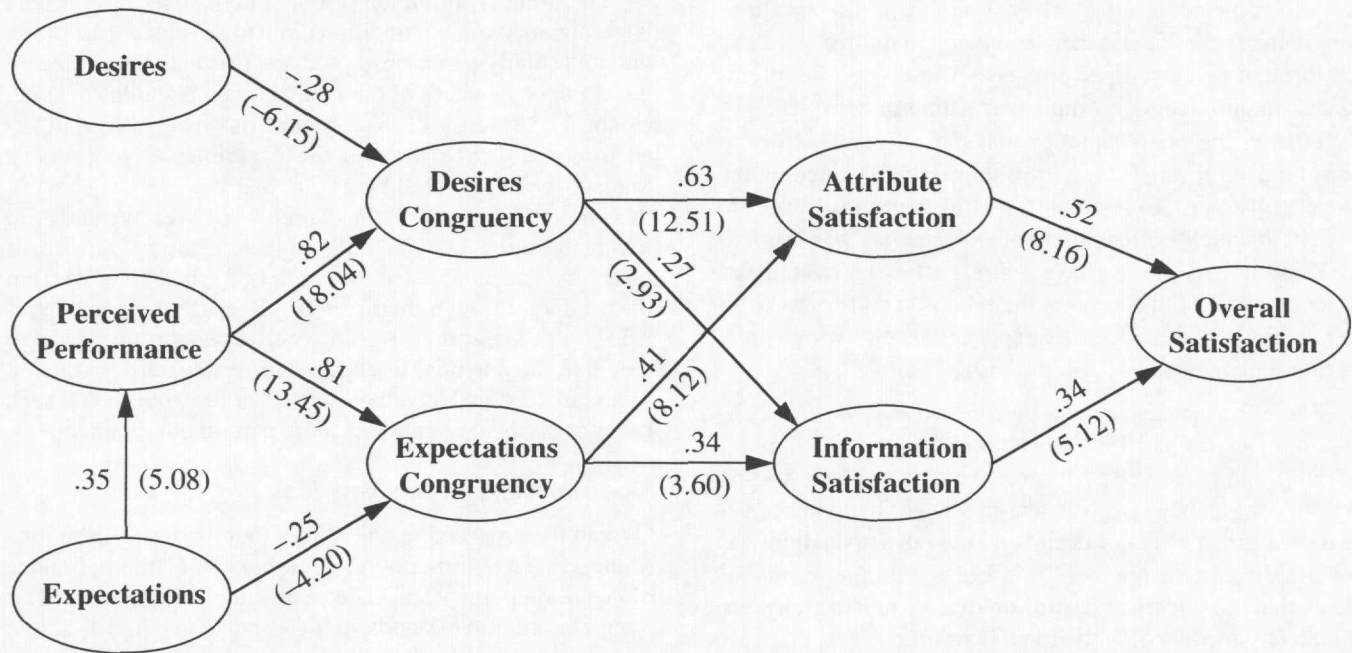 Desires
−.28
(−6.15)
Desires
Congruency
.63
(12.51)
Attribute
Satisfaction
.52
(8.16)
.82
(18.04)
.27
(2.93)
Perceived
Performance
Overall
Satisfaction
.81
(13.45)
.41
(8.12)
.34
(5.12)
Expectations
Congruency
.34
(3.60)
Information
Satisfaction
.35
(5.08)
−.25
(−4.20)
Expectations